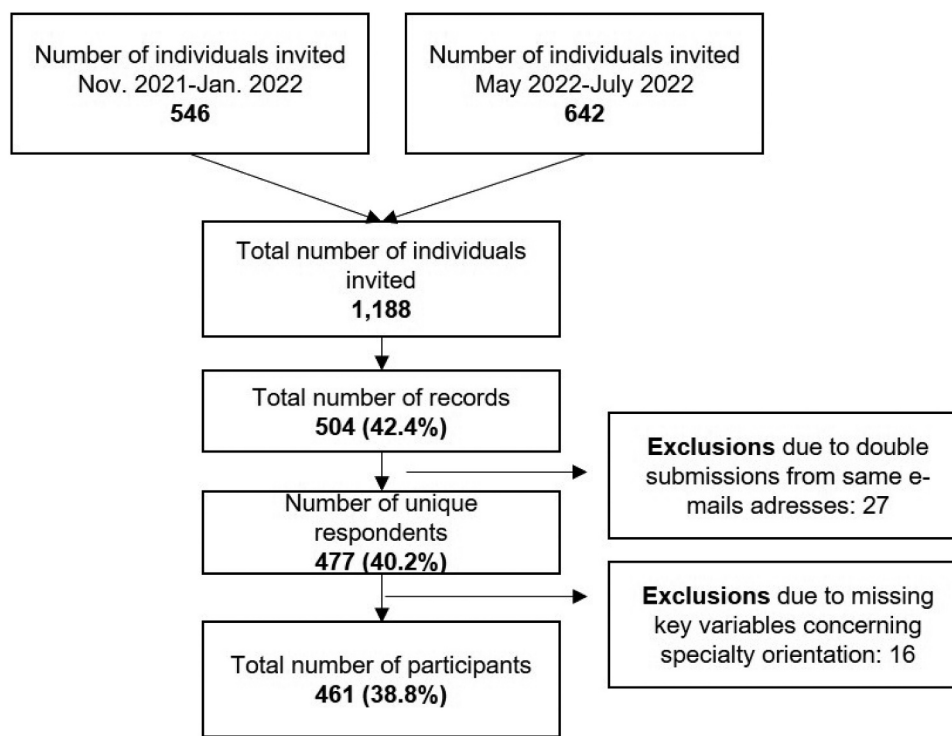 Number of individuals invited
Nov. 2021-Jan. 2022
546
Number of individuals invited
May 2022-July 2022
642
Total number of individuals
invited
1,188
Total number of records
504 (42.4%)
Exclusions due to double
submissions from same e-
mails adresses: 27
Number of unique
respondents
477 (40.2%)
Exclusions due to missing
key variables concerning
specialty orientation: 16
Total number of participants
461 (38.8%)